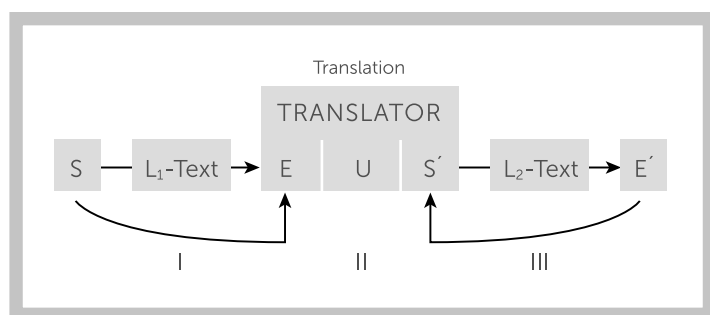 Translation
TRANSLATOR
S L₁-Text E U S´ L₂-Text E´
I II III